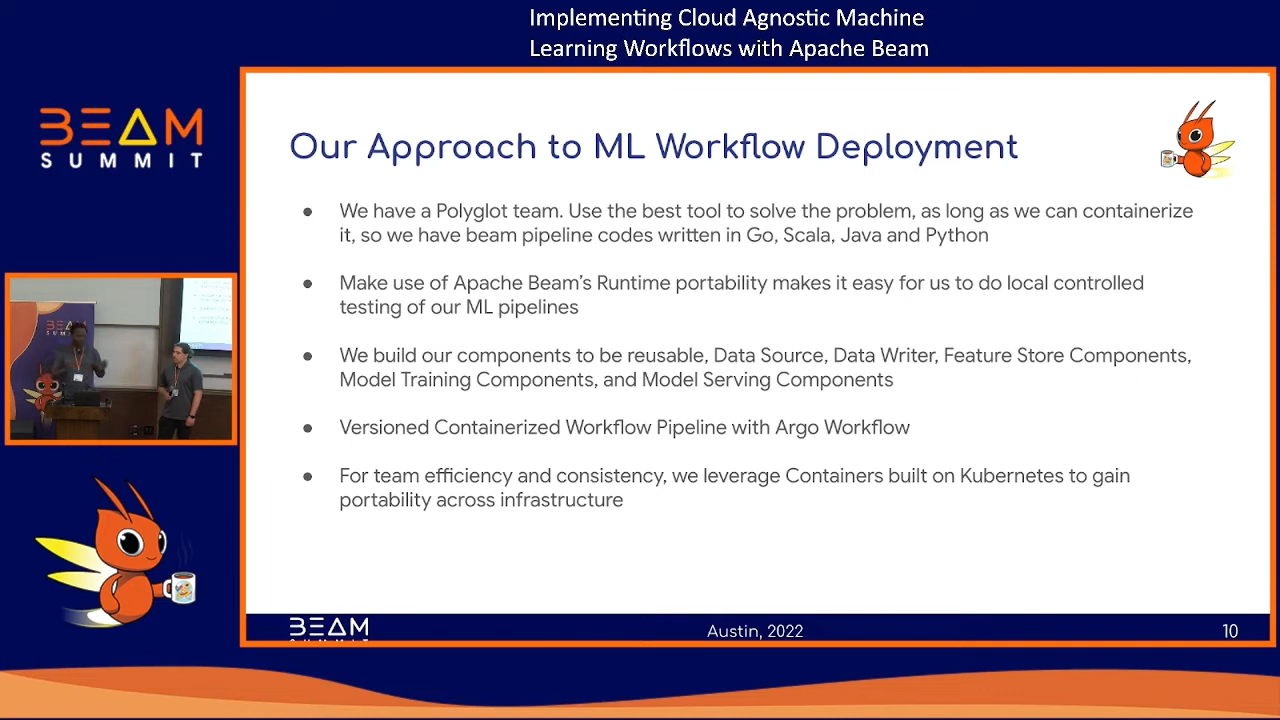 Implementing Cloud Agnostic Machine
Learning Workflows with Apache Beam
BEAM
SUMMIT
Our Approach to ML Workflow Deployment
● We have a Polyglot team. Use the best tool to solve the problem, as long as we can containerize
it, so we have beam pipeline codes written in Go, Scala, Java and Python
● Make use of Apache Beam's Runtime portability makes it easy for us to do local controlled
testing of our ML pipelines
● We build our components to be reusable, Data Source, Data Writer, Feature Store Components,
Model Training Components, and Model Serving Components
● Versioned Containerized Workflow Pipeline with Argo Workflow
● For team efficiency and consistency, we leverage Containers built on Kubernetes to gain
portability across infrastructure
BEAM
SUMMIT
BEAM
Austin, 2022
10